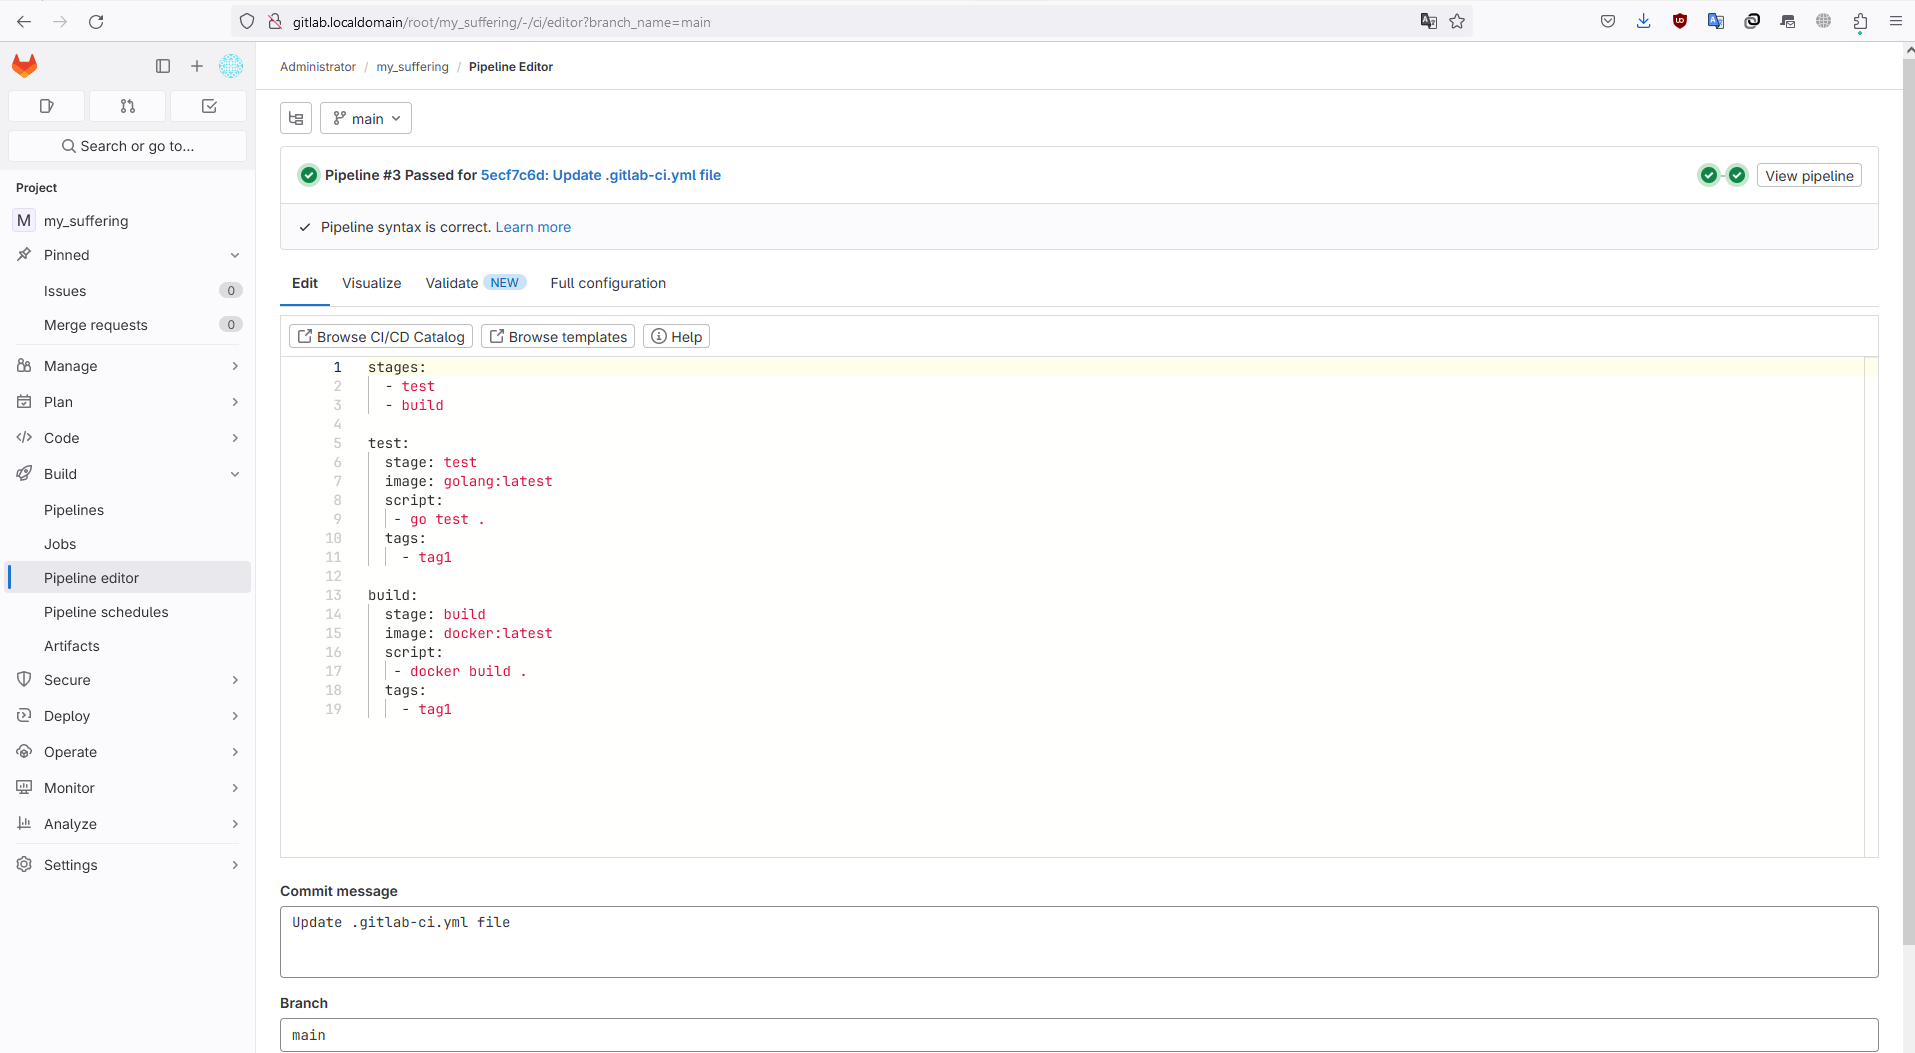 gitlab.localdomain/root/my_suffering/-/ci/editor?branch_name=main
Search or go to...
Project
M my_suffering
Pinned
Issues 0
Merge requests 0
Manage
Plan
Code
Build
Pipelines
Jobs
Pipeline editor
Pipeline schedules
Artifacts
Secure
Deploy
Operate
Monitor
Analyze
Settings
Administrator / my_suffering / Pipeline Editor
main
Pipeline #3 Passed for 5ecf7c6d: Update .gitlab-ci.yml file
View pipeline
Pipeline syntax is correct. Learn more
Edit Visualize Validate NEW Full configuration
Browse CI/CD Catalog Browse templates Help
1 stages:
2 - test
3 - build
4
5 test:
6 stage: test
7 image: golang:latest
8 script:
9 - go test .
10 tags:
11 - tag1
12
13 build:
14 stage: build
15 image: docker:latest
16 script:
17 - docker build .
18 tags:
19 - tag1
Commit message
Update .gitlab-ci.yml file
Branch
main